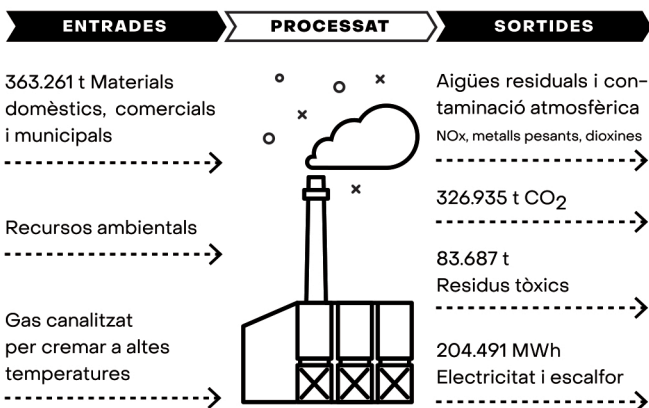 ENTRADES
PROCESSAT
SORTIDES
363.261 t Materials
domèstics, comercials
i municipals
Recursos ambientals
Gas canalitzat
per cremar a altes
temperatures
Aigües residuals i con-
taminació atmosfèrica
NOx, metalls pesants, dioxines
326.935 t CO2
83.687 t
Residus tòxics
204.491 MWh
Electricitat i escalfor